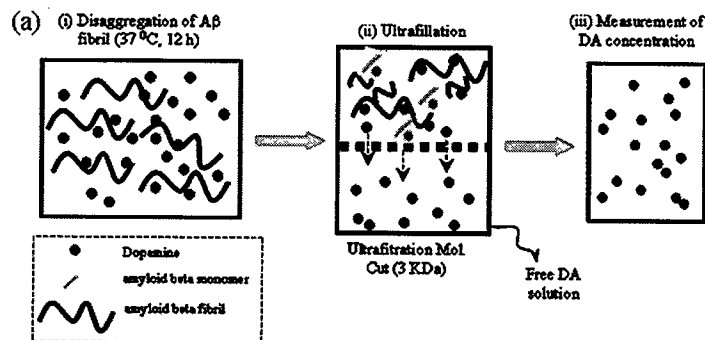 (a)
(i) Disaggregation of Aβ
fibril (37 ⁰C, 12 h)
(ii) Ultrafillation
(iii) Measurement of
DA concentration
Dopamine
amyloid beta monomer
amyloid beta fibril
Ultrafitration Mol.
Cut (3 KDa)
Free DA
solution